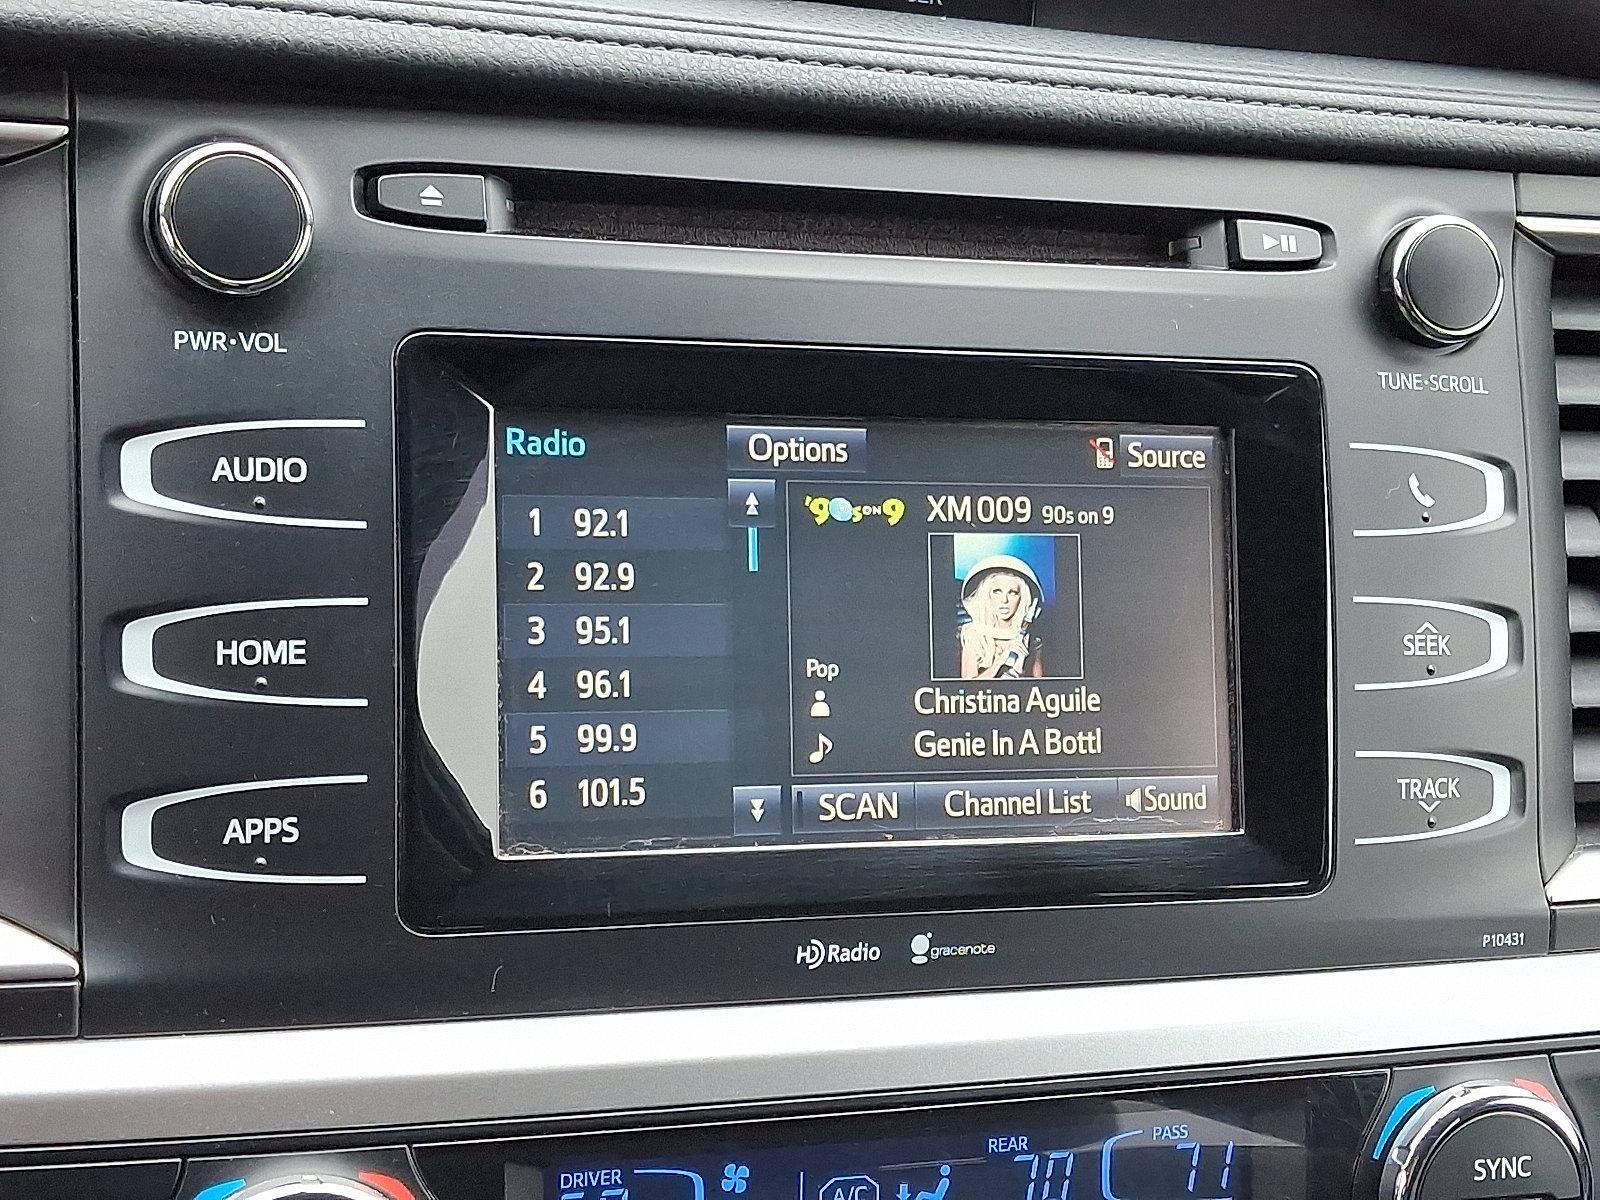 PWR•VOL
TUNE•SCROLL
AUDIO
HOME
APPS
Radio
Options
Source
1 92.1
2 92.9
3 95.1
4 96.1
5 99.9
6 101.5
'90s ON 9
XM 009 90s on 9
Pop
Christina Aguile
Genie In A Bottl
SCAN
Channel List
Sound
SEEK
TRACK
HD Radio
gracenote
P10431
DRIVER
A/C
REAR
70
PASS
71
SYNC